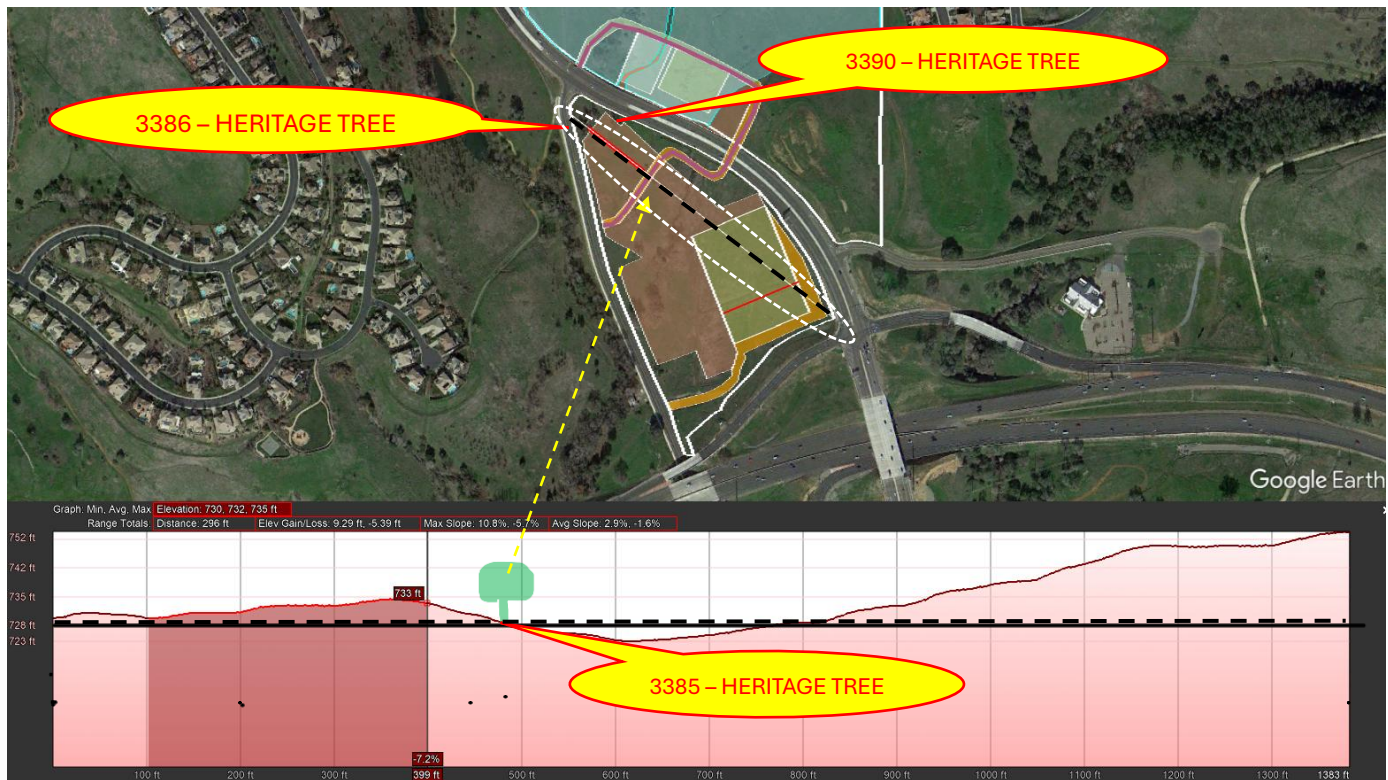 3390 – HERITAGE TREE
3386 – HERITAGE TREE
Google Earth
Graph: Min, Avg, Max Elevation: 730, 732, 735 ft
Range Totals: Distance: 296 ft Elev Gain/Loss: 9.29 ft, -5.39 ft Max Slope: 10.8%, -5.7% Avg Slope: 2.9%, -1.6%
752 ft
742 ft
735 ft
733 ft
728 ft
723 ft
3385 – HERITAGE TREE
-7.2%
100 ft 200 ft 300 ft 399 ft 500 ft 600 ft 700 ft 800 ft 900 ft 1000 ft 1100 ft 1200 ft 1300 ft 1383 ft